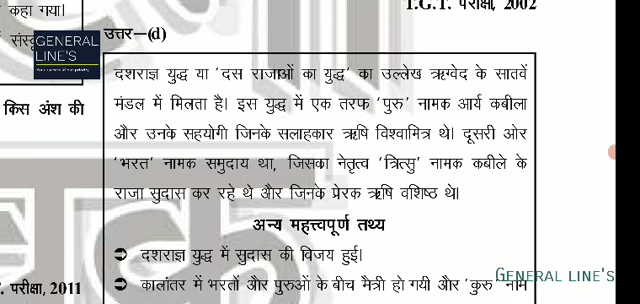 कहा गया।
T.G.T. परीक्षा, 2002
GENERAL
LINE'S
उत्तर—(d)
दशराज्ञ युद्ध या 'दस राजाओं का युद्ध' का उल्लेख ऋग्वेद के सातवें
मंडल में मिलता है। इस युद्ध में एक तरफ 'पुरु' नामक आर्य कबीला
और उनके सहयोगी जिनके सलाहकार ऋषि विश्वामित्र थे। दूसरी ओर
'भरत' नामक समुदाय था, जिसका नेतृत्व 'त्रित्सु' नामक कबीले के
राजा सुदास कर रहे थे और जिनके प्रेरक ऋषि वशिष्ठ थे।
किस अंश की
अन्य महत्त्वपूर्ण तथ्य
➲ दशराज्ञ युद्ध में सुदास की विजय हुई।
➲ कालांतर में भरतों और पुरुओं के बीच मैत्री हो गयी और 'कुरु' नाम
परीक्षा, 2011
GENERAL LINE'S